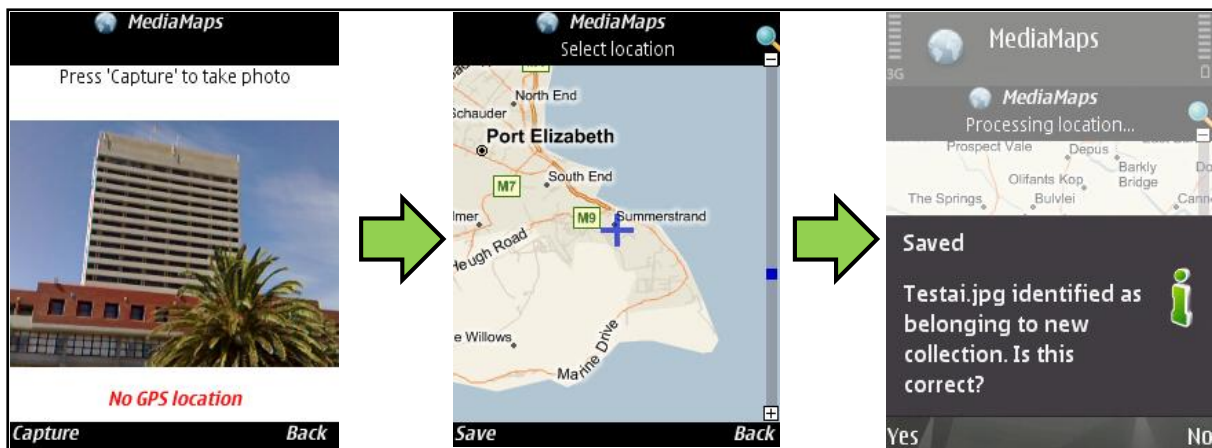 MediaMaps
Press 'Capture' to take photo
No GPS location
Capture Back
MediaMaps
Select location
North End
Schauder
Port Elizabeth
South End
M7
M9
Summerstrand
Heugh Road
Marine Drive
Save Back
MediaMaps
3G
MediaMaps
Processing location...
Prospect Vale
Depus
Barkly
Bridge
Olifants Kop
The Springs
Bulvlei
Saved
Testai.jpg identified as
belonging to new
collection. Is this
correct?
Yes No